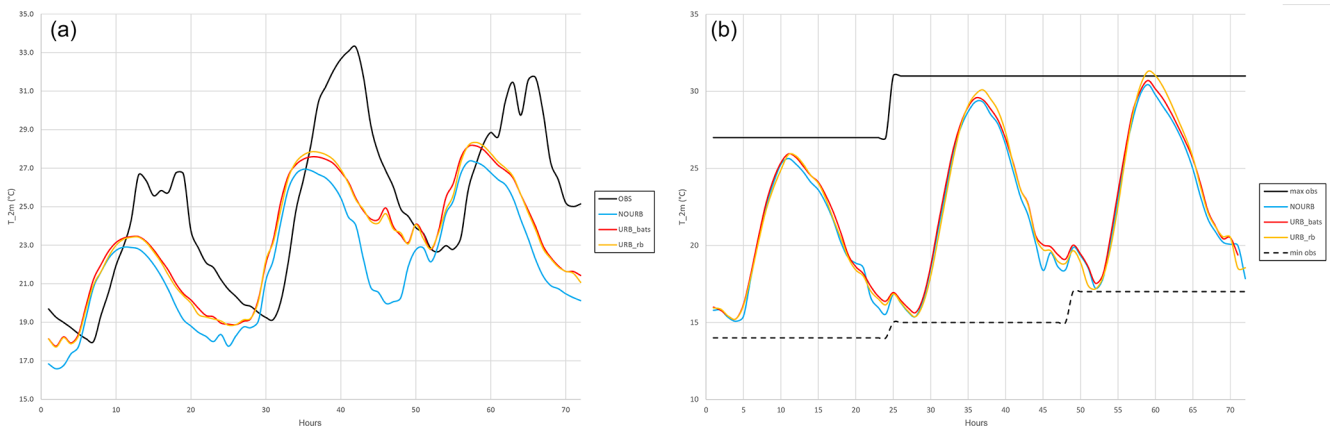 (a)
35.0
33.0
31.0
29.0
27.0
25.0
23.0
21.0
19.0
17.0
15.0
T_2m (°C)
0 10 20 30 40 50 60 70
Hours
OBS
NOURB
URB_bats
URB_rb
(b)
35
30
25
20
15
10
T_2m (°C)
0 5 10 15 20 25 30 35 40 45 50 55 60 65 70
Hours
max obs
NOURB
URB_bats
URB_rb
min obs